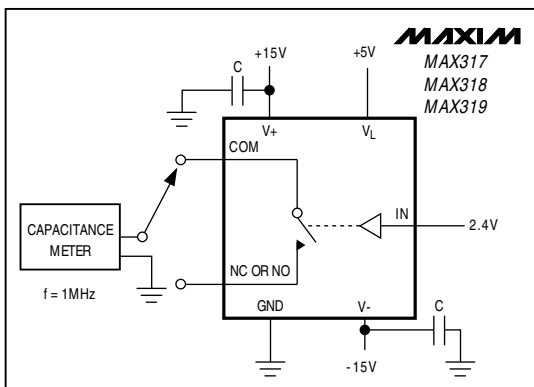 MAXIM
MAX317
MAX318
MAX319
+15V
+5V
C
V+
VL
COM
IN
2.4V
CAPACITANCE
METER
NC OR NO
f = 1MHz
GND
V-
C
-15V